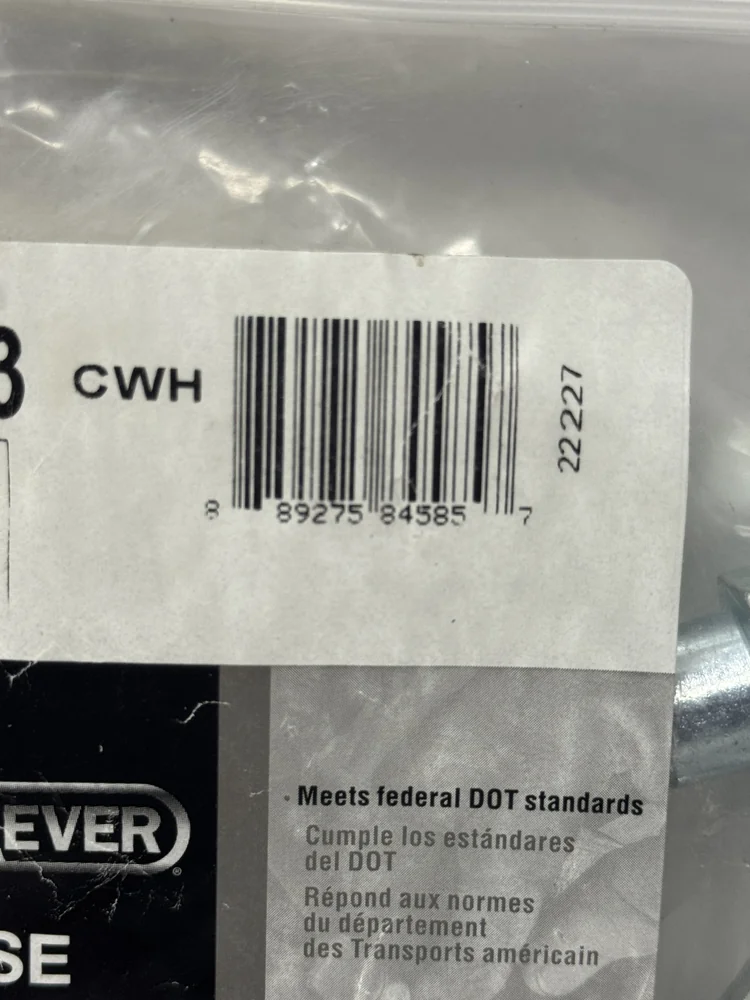 3
CWH
8 89275 84585 7
22227
EVER
®
SE
· Meets federal DOT standards
Cumple los estándares
del DOT
Répond aux normes
du département
des Transports américain